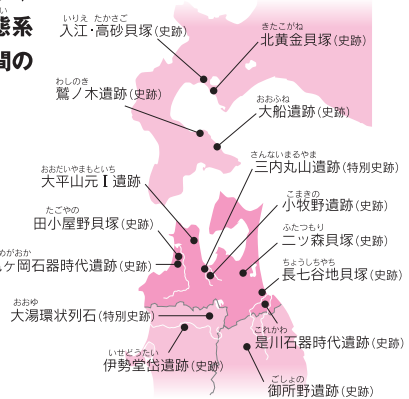 態系
間の
いりえ たかさご
入江・高砂貝塚（史跡）
きたこがね
北黄金貝塚（史跡）
わしのき
鷲ノ木遺跡（史跡）
おおふね
大船遺跡（史跡）
さんないまるやま
三内丸山遺跡（特別史跡）
おおだいやまもといち
大平山元Ⅰ遺跡
こまきの
小牧野遺跡（史跡）
たごやの
田小屋野貝塚（史跡）
ふたつもり
二ッ森貝塚（史跡）
めがおか
ヶ岡石器時代遺跡（史跡）
ちょうしちやち
長七谷地貝塚（史跡）
おおゆ
大湯環状列石（特別史跡）
これかわ
是川石器時代遺跡（史跡）
いせどうたい
伊勢堂岱遺跡（史跡）
ごしょの
御所野遺跡（史跡）